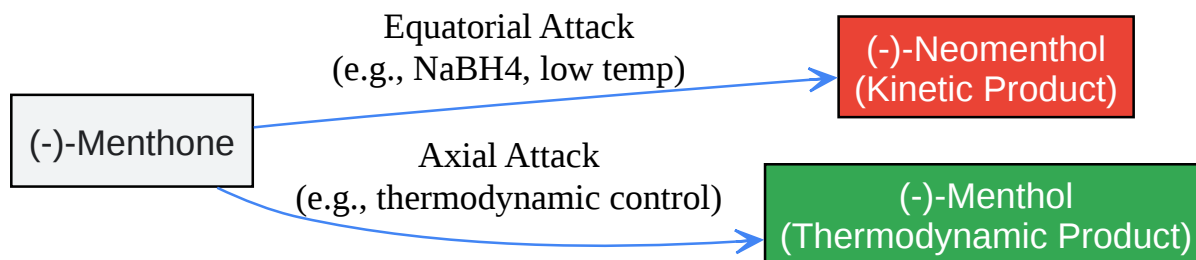 Equatorial Attack
(e.g., NaBH4, low temp)
(-)-Neomenthol
(Kinetic Product)
(-)-Menthone
Axial Attack
(e.g., thermodynamic control)
(-)-Menthol
(Thermodynamic Product)